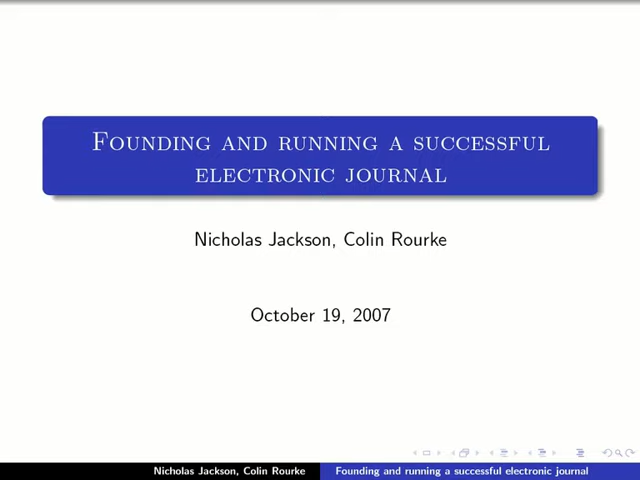 Founding and running a successful
electronic journal
Nicholas Jackson, Colin Rourke
October 19, 2007
Nicholas Jackson, Colin Rourke Founding and running a successful electronic journal